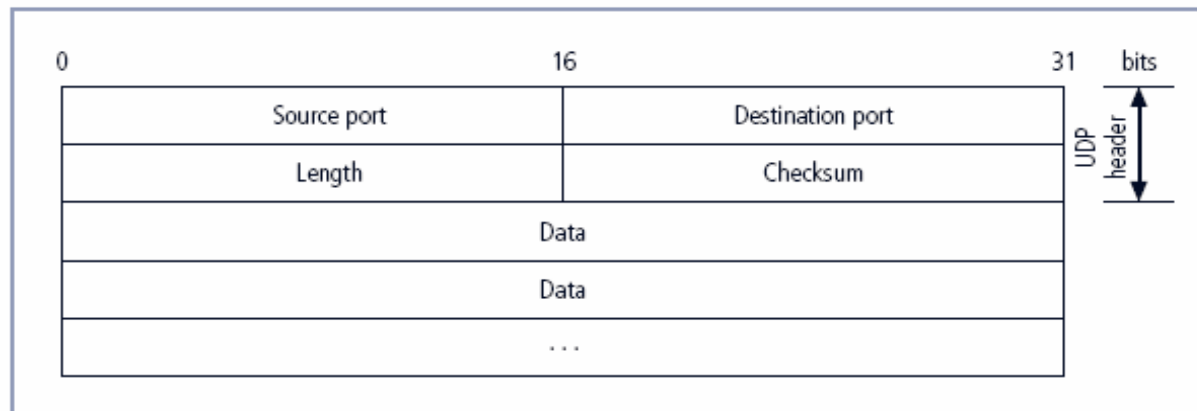 0 16 31 bits
Source port Destination port
Length Checksum
UDP
header
Data
Data
. . .